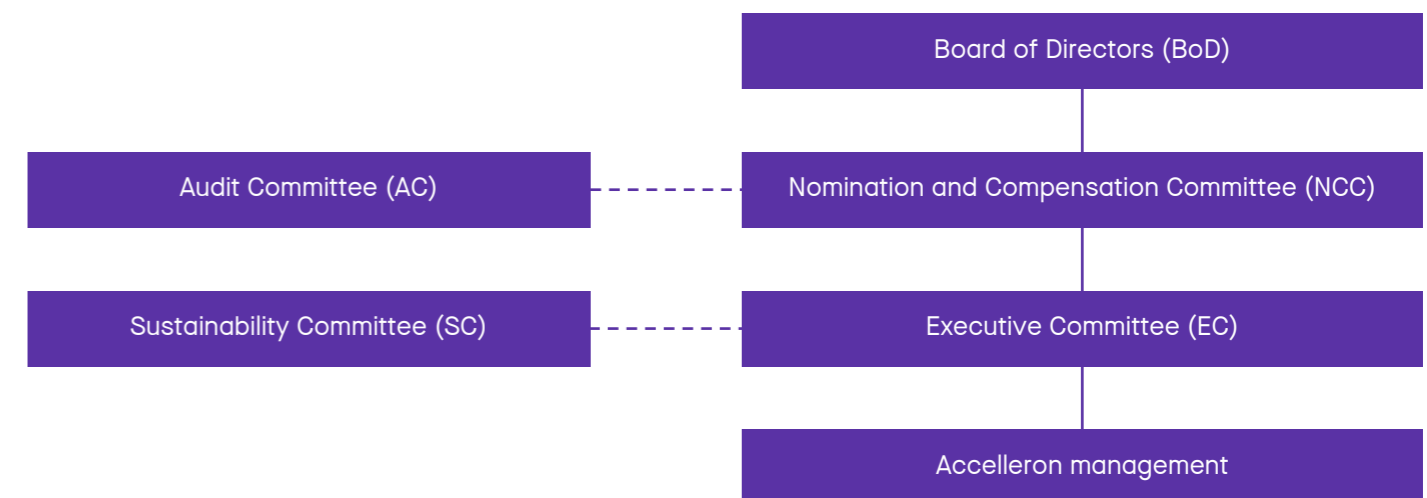 Board of Directors (BoD)
Audit Committee (AC)
Nomination and Compensation Committee (NCC)
Sustainability Committee (SC)
Executive Committee (EC)
Accelleron management